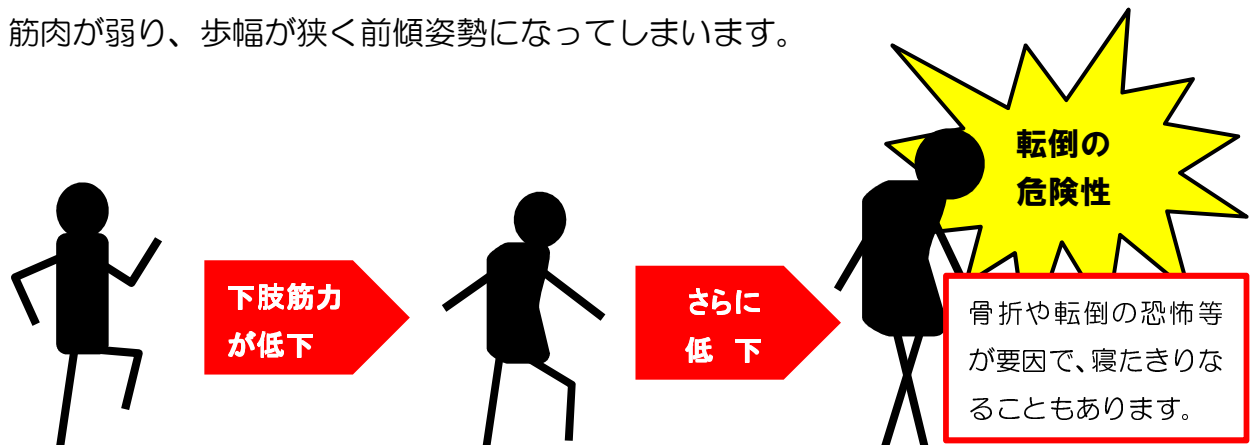 筋肉が弱り、歩幅が狭く前傾姿勢になってしまいます。
転倒の
危険性
下肢筋力
が低下
さらに
低 下
骨折や転倒の恐怖等
が要因で、寝たきりな
ることもあります。